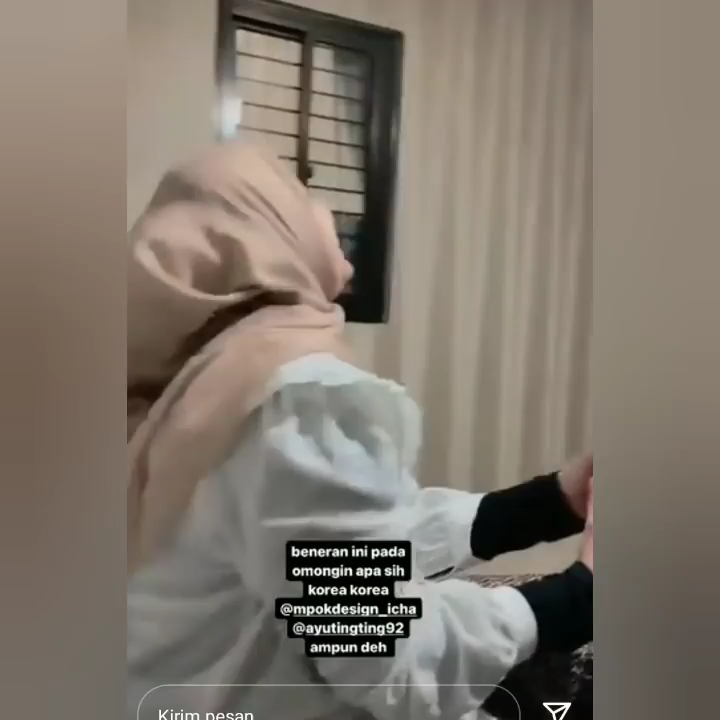 beneran ini pada
omongin apa sih
korea korea
@mpokdesign_icha
@ayutingting92
ampun deh
Kirim pesan